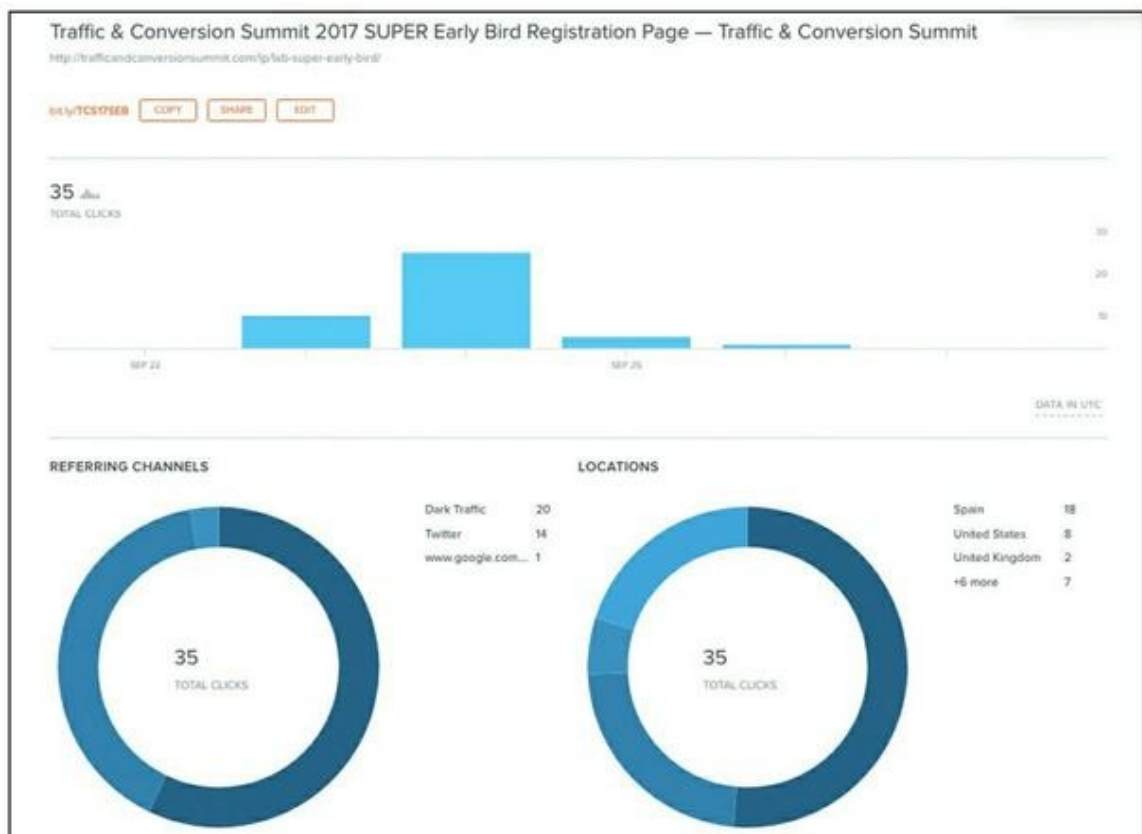 Traffic & Conversion Summit 2017 SUPER Early Bird Registration Page — Traffic & Conversion Summit
http://trafficandconversionsummit.com/lp/lab-super-early-bird/
bit.ly/TCS17SEB COPY SHARE EDIT
35
TOTAL CLICKS
30
20
10
SEP 22 SEP 25
DATA IN UTC
REFERRING CHANNELS
Dark Traffic 20
Twitter 14
www.google.com... 1
35
TOTAL CLICKS
LOCATIONS
Spain 18
United States 8
United Kingdom 2
+6 more 7
35
TOTAL CLICKS